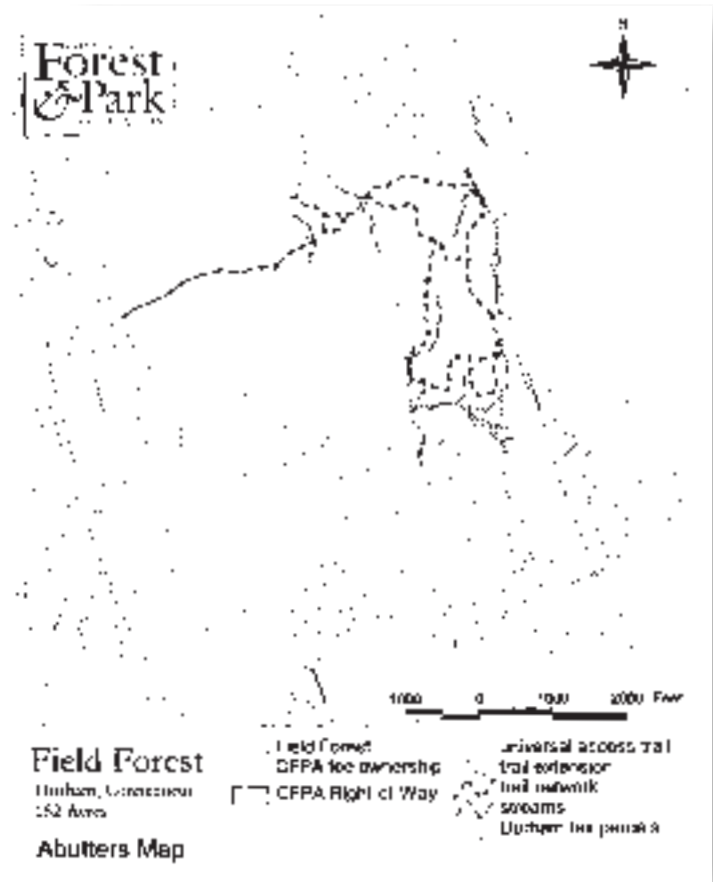 Forest
& Park
N
1000 0 1000 2000 Feet
Field Forest
Durham, Connecticut
152 Acres
Abutters Map
Field Forest
CFPA fee ownership
CFPA Right of Way
universal access trail
trail extension
trail network
streams
Durham tax parcels